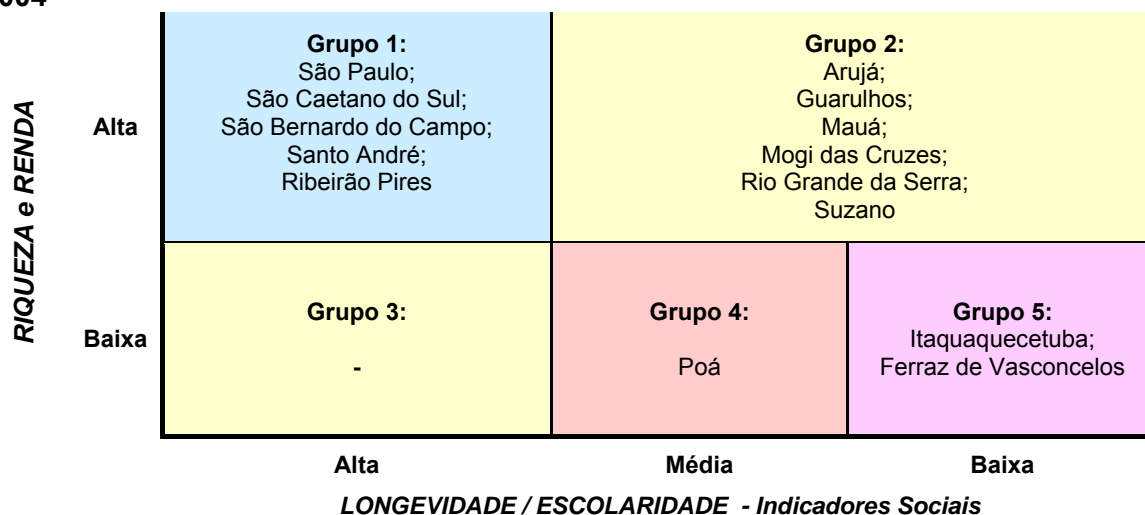 Grupo 1:
São Paulo;
São Caetano do Sul;
São Bernardo do Campo;
Santo André;
Ribeirão Pires
Grupo 2:
Arujá;
Guarulhos;
Mauá;
Mogi das Cruzes;
Rio Grande da Serra;
Suzano
Alta
RIQUEZA e RENDA
Baixa
Grupo 3:
-
Grupo 4:
Poá
Grupo 5:
Itaquaquecetuba;
Ferraz de Vasconcelos
Alta
Média
Baixa
LONGEVIDADE / ESCOLARIDADE - Indicadores Sociais